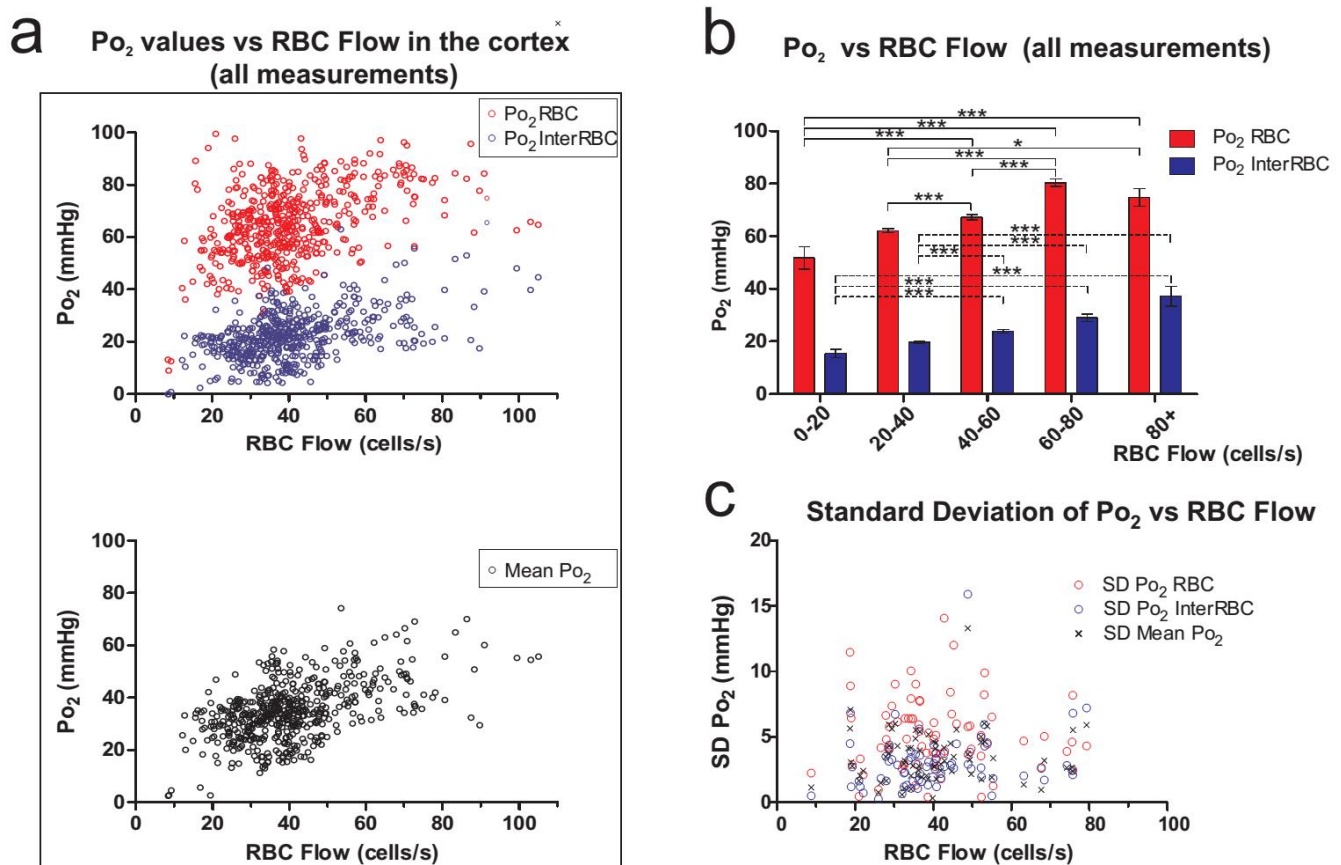 a
Po2 values vs RBC Flow in the cortex
(all measurements)
Po2RBC
Po2InterRBC
100
80
60
40
20
0
Po2 (mmHg)
0 20 40 60 80 100
RBC Flow (cells/s)
Mean Po2
100
80
60
40
20
0
Po2 (mmHg)
0 20 40 60 80 100
RBC Flow (cells/s)
b
Po2 vs RBC Flow (all measurements)
Po2 RBC
Po2 InterRBC
***
***
***
*
***
***
***
***
***
***
***
***
***
100
80
60
40
20
0
Po2 (mmHg)
0-20 20-40 40-60 60-80 80+
RBC Flow (cells/s)
c
Standard Deviation of Po2 vs RBC Flow
SD Po2 RBC
SD Po2 InterRBC
SD Mean Po2
20
15
10
5
0
SD Po2 (mmHg)
0 20 40 60 80 100
RBC Flow (cells/s)